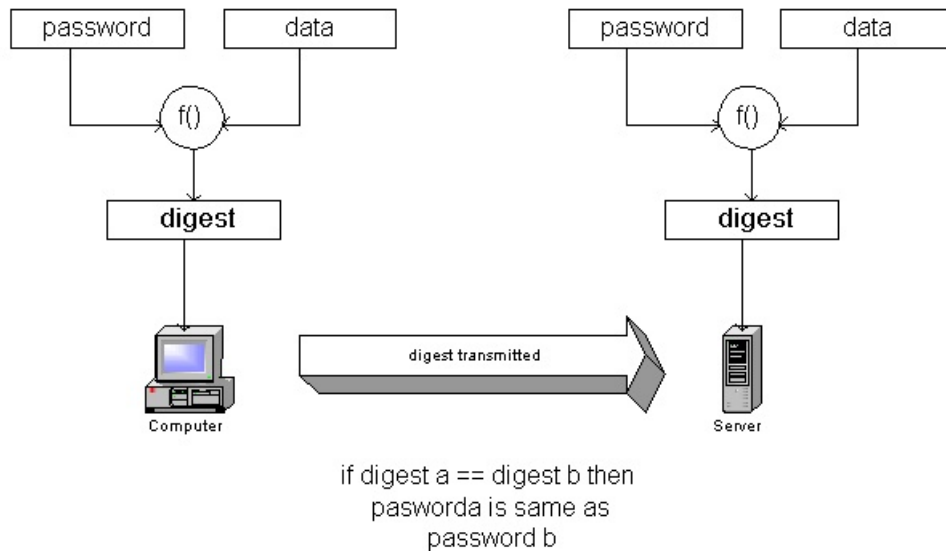 password
data
password
data
f()
f()
digest
digest
digest transmitted
Computer
Server
if digest a == digest b then
pasworda is same as
password b